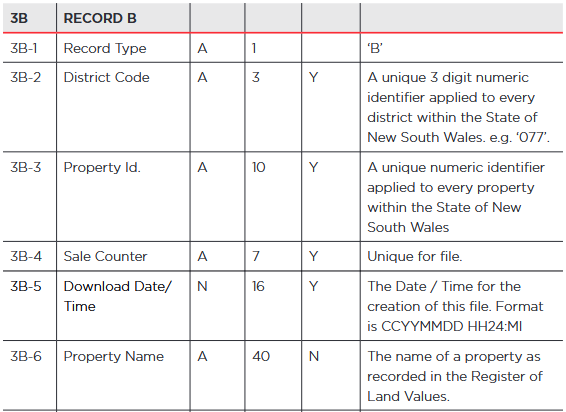 3B RECORD B
3B-1 Record Type A 1 ‘B’
3B-2 District Code A 3 Y A unique 3 digit numeric
identifier applied to every
district within the State of
New South Wales. e.g. ‘077’.
3B-3 Property Id. A 10 Y A unique numeric identifier
applied to every property
within the State of New
South Wales
3B-4 Sale Counter A 7 Y Unique for file.
3B-5 Download Date/ N 16 Y The Date / Time for the
Time creation of this file. Format
is CCYYMMDD HH24:MI
3B-6 Property Name A 40 N The name of a property as
recorded in the Register of
Land Values.